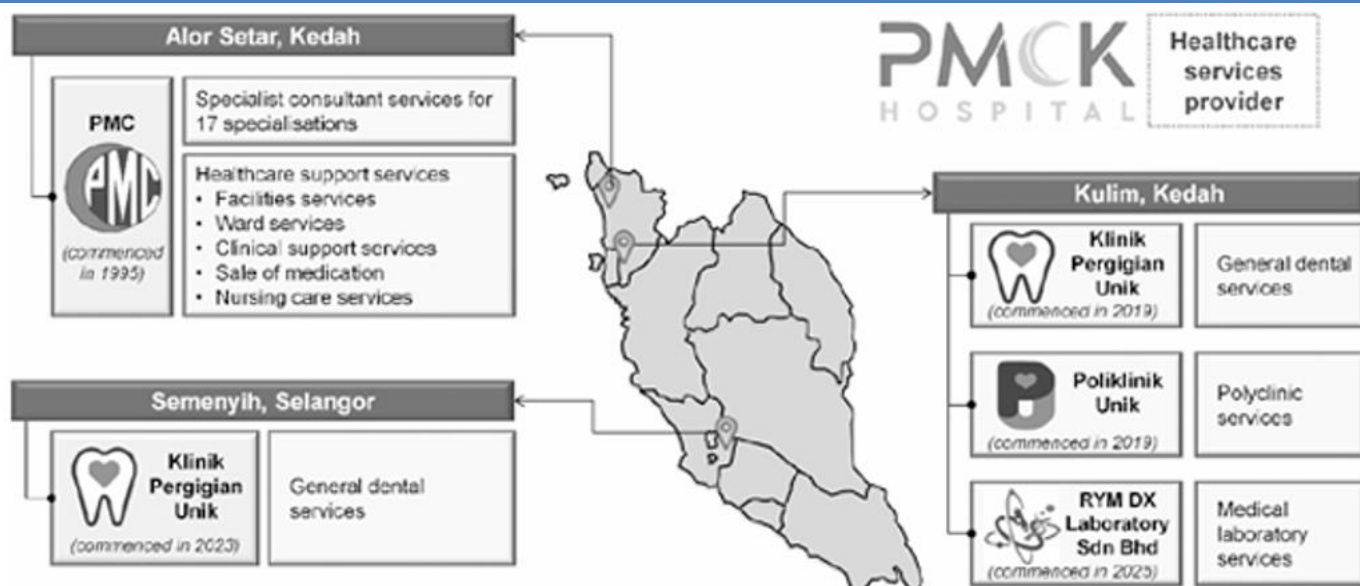 Alor Setar, Kedah
PMC
PMC
(commenced
in 1995)
Specialist consultant services for
17 specialisations
Healthcare support services
• Facilities services
• Ward services
• Clinical support services
• Sale of medication
• Nursing care services
PMCK
HOSPITAL
Healthcare
services
provider
Kulim, Kedah
Klinik
Pergigian
Unik
(commenced in 2019)
General dental
services
Poliklinik
Unik
(commenced in 2019)
Polyclinic
services
RYM DX
Laboratory
Sdn Bhd
(commenced in 2025)
Medical
laboratory
services
Semenyih, Selangor
Klinik
Pergigian
Unik
(commenced in 2023)
General dental
services